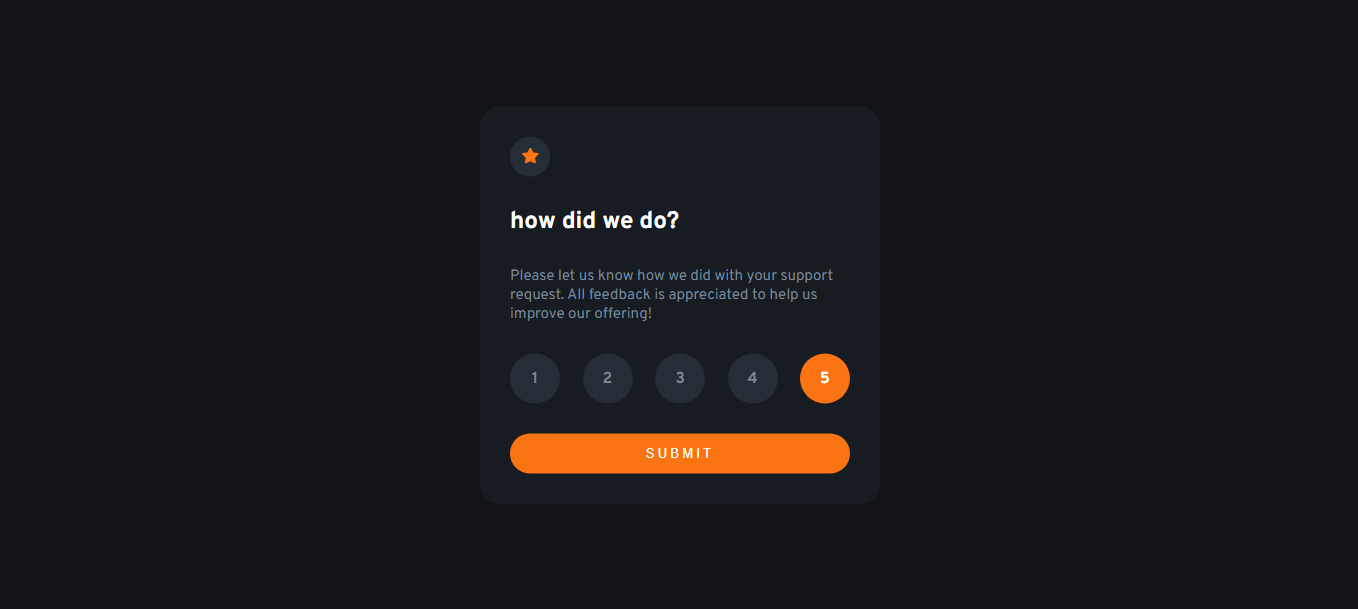 how did we do?
Please let us know how we did with your support
request. All feedback is appreciated to help us
improve our offering!
1 2 3 4 5
SUBMIT